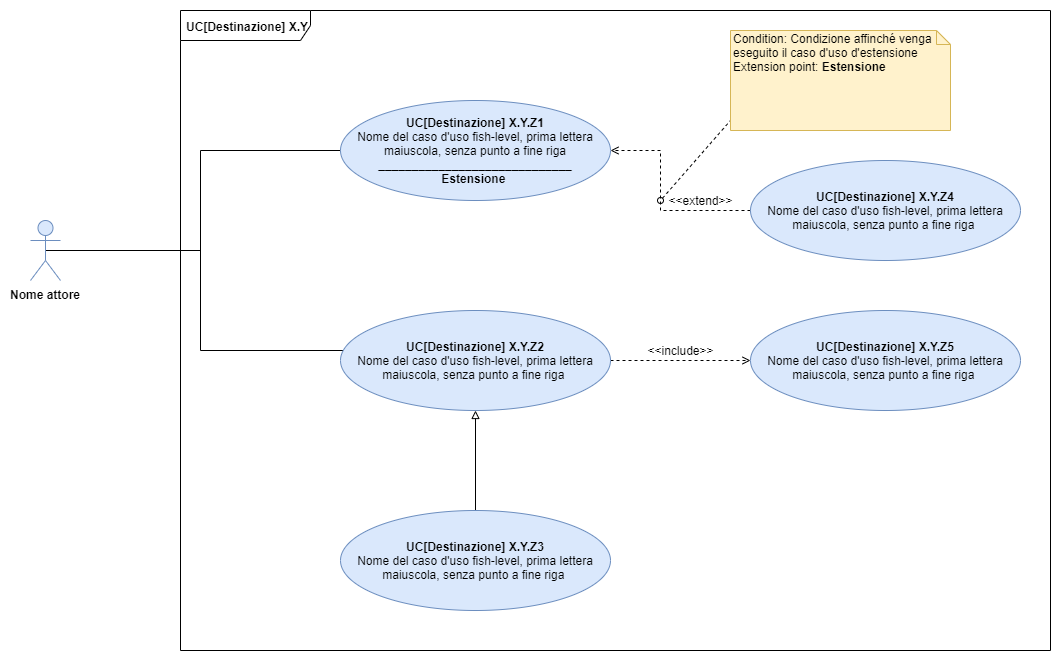 UC[Destinazione] X.Y
Condition: Condizione affinché venga
eseguito il caso d'uso d'estensione
Extension point: Estensione
UC[Destinazione] X.Y.Z1
Nome del caso d'uso fish-level, prima lettera
maiuscola, senza punto a fine riga
Estensione
<<extend>>
UC[Destinazione] X.Y.Z4
Nome del caso d'uso fish-level, prima lettera
maiuscola, senza punto a fine riga
Nome attore
UC[Destinazione] X.Y.Z2
Nome del caso d'uso fish-level, prima lettera
maiuscola, senza punto a fine riga
<<include>>
UC[Destinazione] X.Y.Z5
Nome del caso d'uso fish-level, prima lettera
maiuscola, senza punto a fine riga
UC[Destinazione] X.Y.Z3
Nome del caso d'uso fish-level, prima lettera
maiuscola, senza punto a fine riga